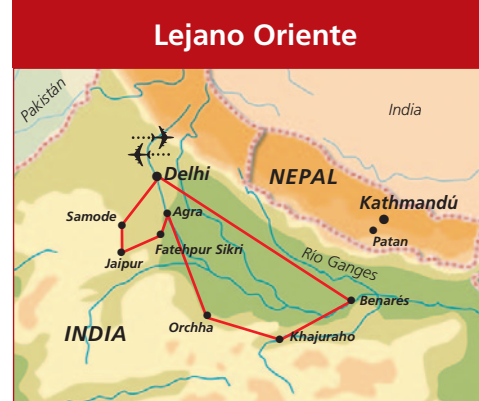 Lejano Oriente
Pakistán
India
Delhi
NEPAL
Kathmandú
Samode
Agra
Patan
Fatehpur Sikri
Jaipur
Río Ganges
Benarés
INDIA
Orchha
Khajuraho